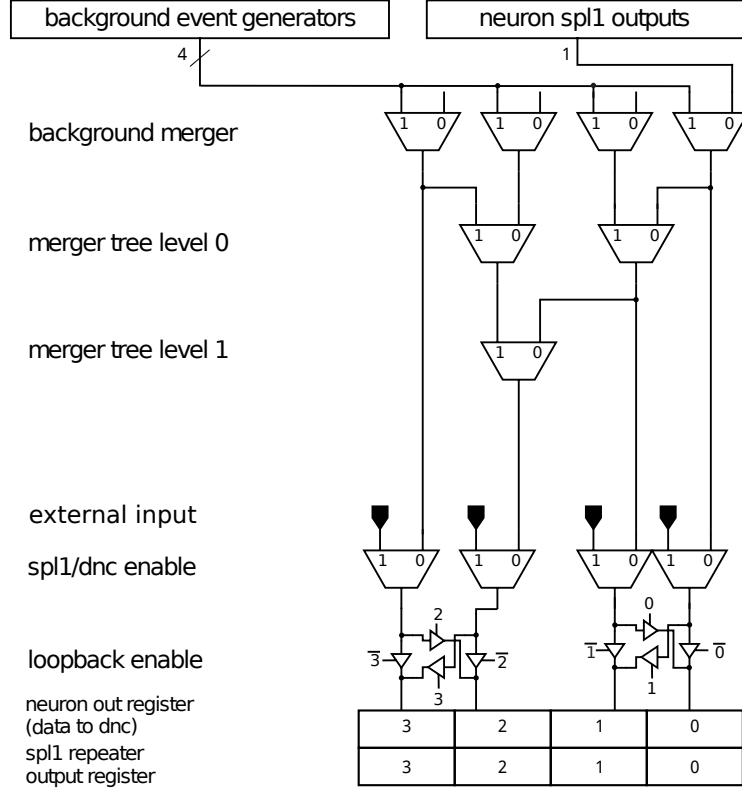 background event generators neuron spl1 outputs
4 1
1 0 1 0 1 0 1 0
background merger
1 0 1 0
merger tree level 0
1 0
merger tree level 1
external input
1 0 1 0 1 0 1 0
spl1/dnc enable
2 0
3 2 1 0
loopback enable
3 1
neuron out register
(data to dnc)
3 2 1 0
spl1 repeater
output register
3 2 1 0